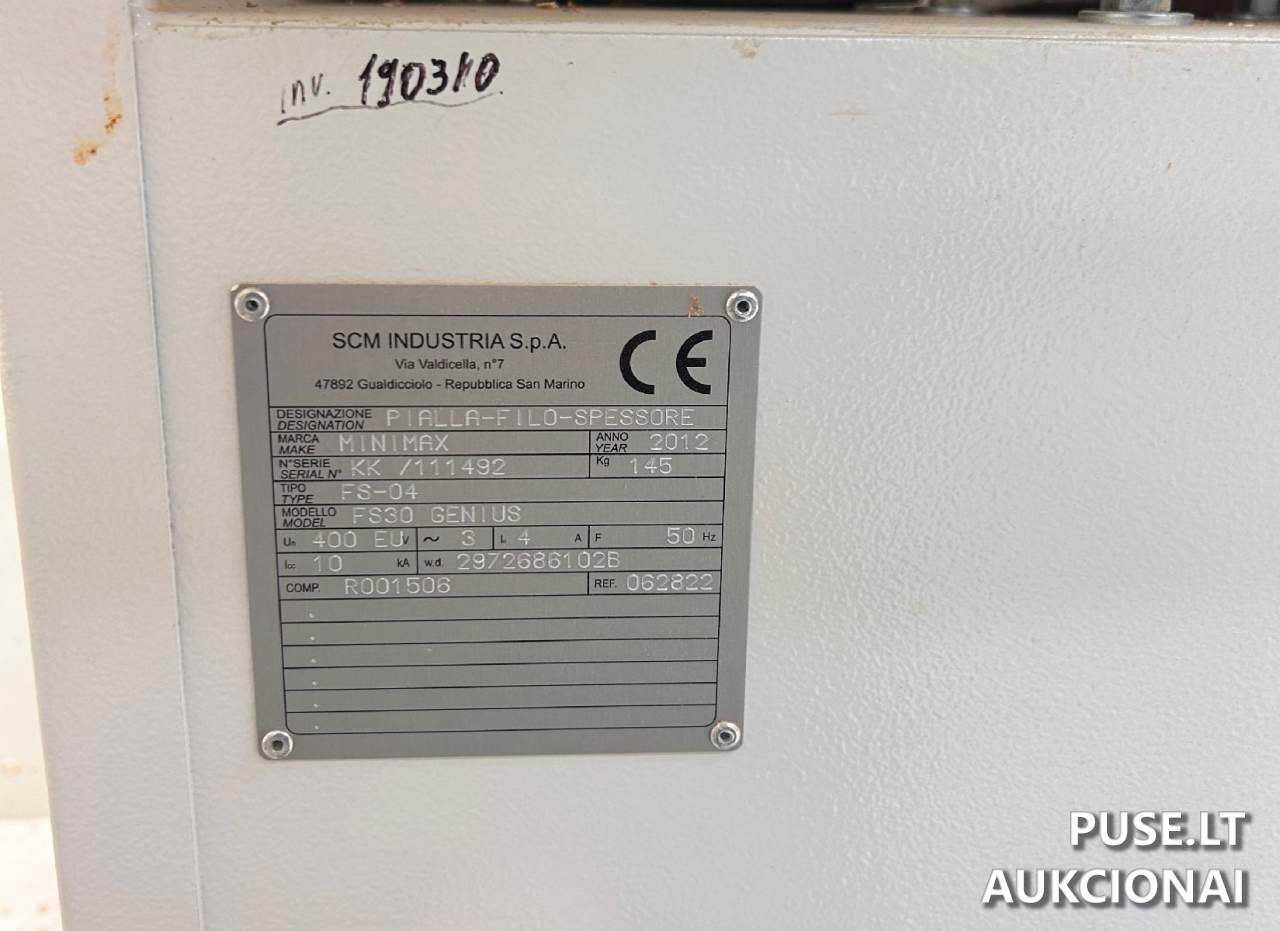 inv. 190310
SCM INDUSTRIA S.p.A.
Via Valdicella, n°7
47892 Gualdicciolo - Repubblica San Marino
CE
DESIGNAZIONE
DESIGNATION PIALLA-FILO-SPESSORE
MARCA
MAKE MINIMAX ANNO
YEAR 2012
N°SERIE
SERIAL N° KK /111492 Kg 145
TIPO
TYPE FS-04
MODELLO
MODEL FS30 GENIUS
Un 400 EU V ~ 3 In 4 A F 50 Hz
Icc 10 kA w.d. 2972686102B
COMP. R001506 REF. 062822
PUSE.LT
AUKCIONAI